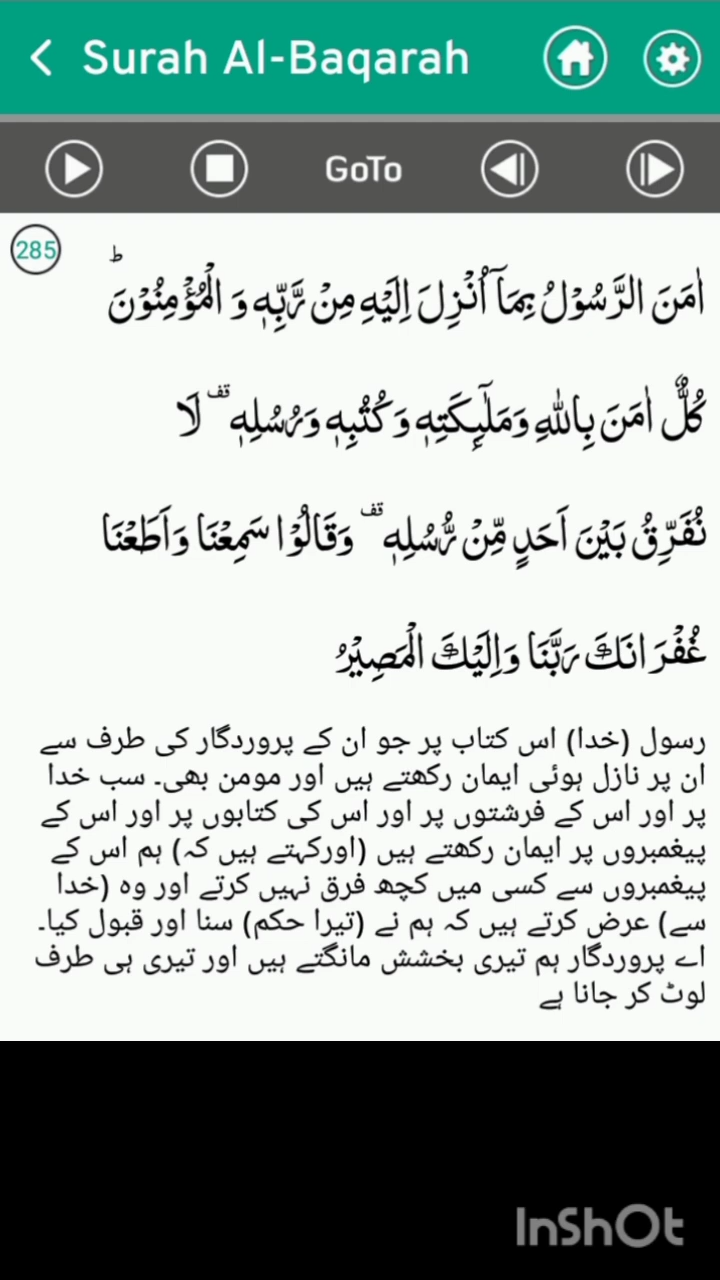 Surah Al-Baqarah
GoTo
285
اٰمَنَ الرَّسُوۡلُ بِمَاۤ اُنۡزِلَ اِلَيۡهِ مِنۡ رَّبِّهٖ وَ الۡمُؤۡمِنُوۡنَ ؕ
كُلٌّ اٰمَنَ بِاللّٰهِ وَمَلٰٓٮِٕكَتِهٖ وَكُتُبِهٖ وَرُسُلِهٖ ۟ لَا
نُفَرِّقُ بَيۡنَ اَحَدٍ مِّنۡ رُّسُلِهٖ ۟ وَقَالُوۡا سَمِعۡنَا وَاَطَعۡنَا
غُفۡرَانَكَ رَبَّنَا وَاِلَيۡكَ الۡمَصِيۡرُ
رسول (خدا) اس کتاب پر جو ان کے پروردگار کی طرف سے
ان پر نازل ہوئی ایمان رکھتے ہیں اور مومن بھی۔ سب خدا
پر اور اس کے فرشتوں پر اور اس کی کتابوں پر اور اس کے
پیغمبروں پر ایمان رکھتے ہیں (اورکہتے ہیں کہ) ہم اس کے
پیغمبروں سے کسی میں کچھ فرق نہیں کرتے اور وہ (خدا
سے) عرض کرتے ہیں کہ ہم نے (تیرا حکم) سنا اور قبول کیا۔
اے پروردگار ہم تیری بخشش مانگتے ہیں اور تیری ہی طرف
لوٹ کر جانا ہے
InShOt